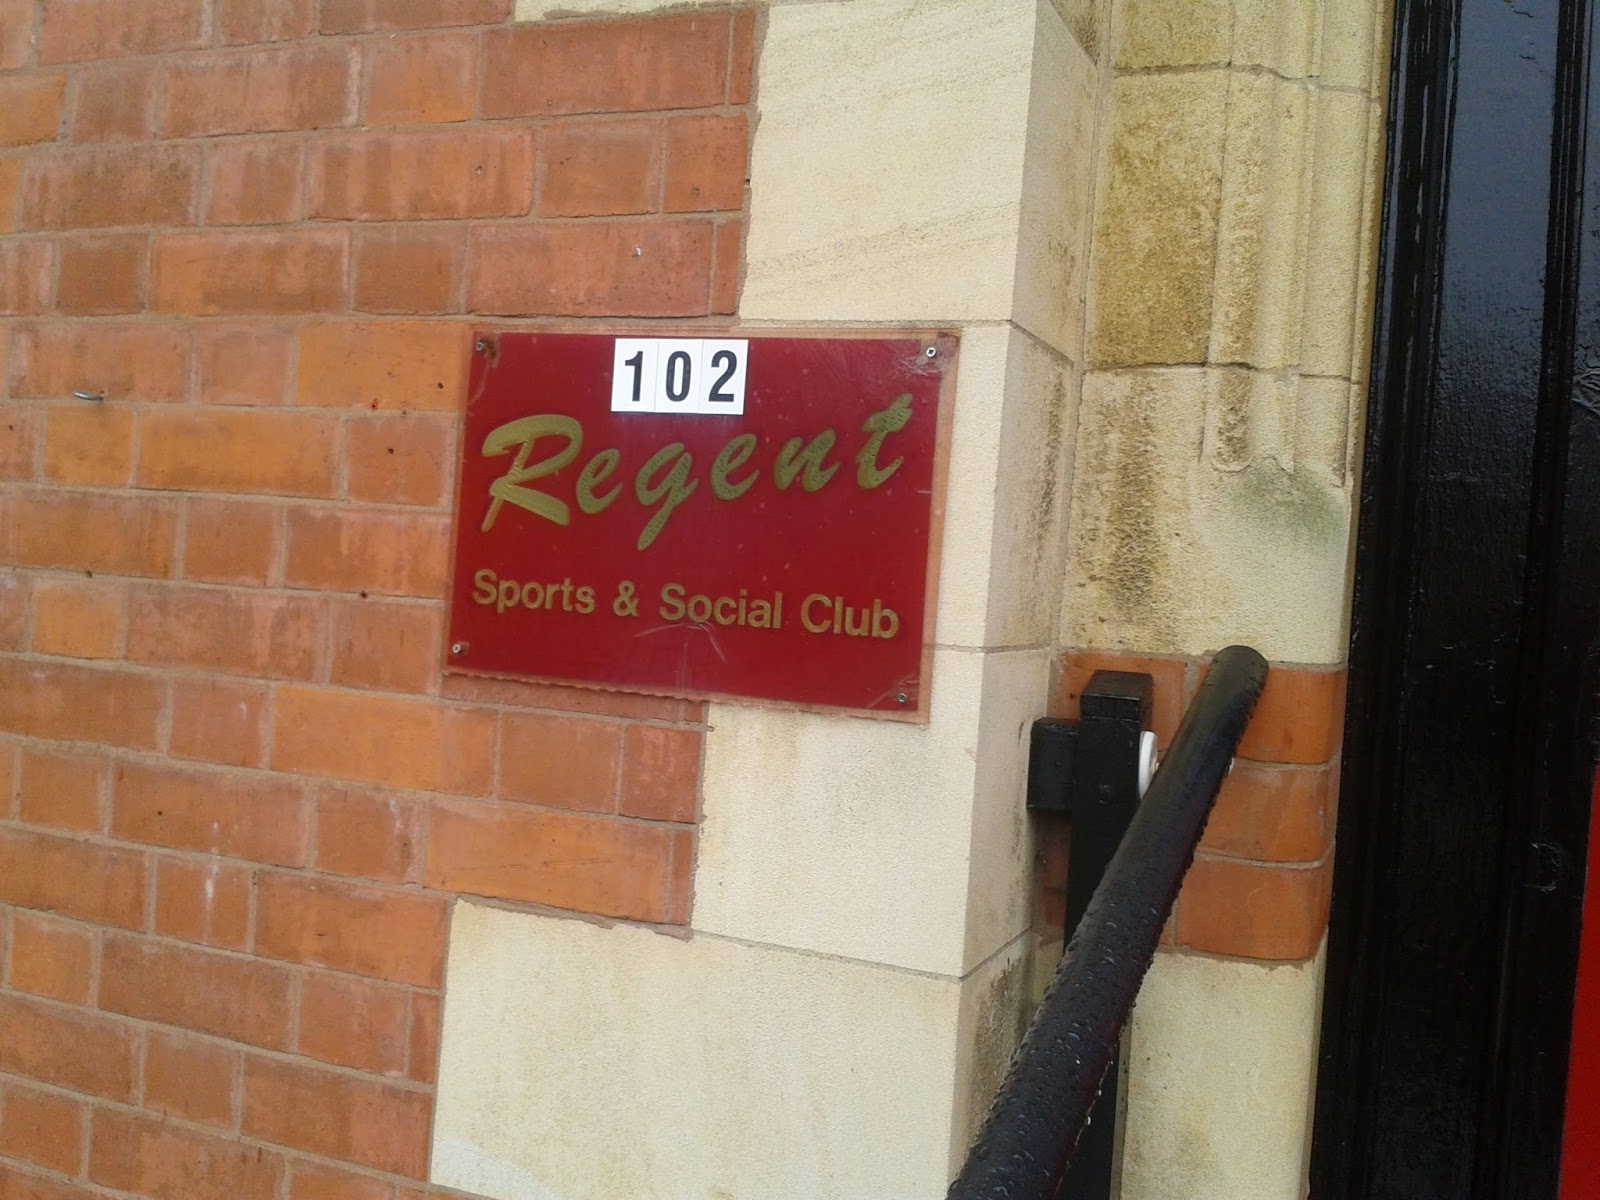 102
Regent
Sports & Social Club